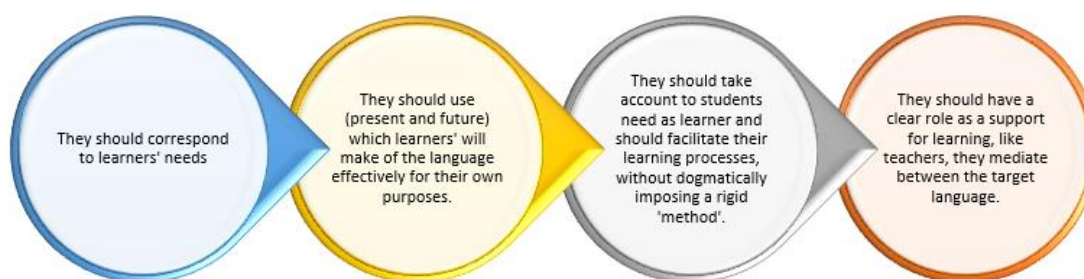 They should correspond
to learners' needs
They should use
(present and future)
which learners' will
make of the language
effectively for their own
purposes.
They should take
account to students
need as learner and
should facilitate their
learning processes,
without dogmatically
imposing a rigid
'method'.
They should have a
clear role as a support
for learning, like
teachers, they mediate
between the target
language.